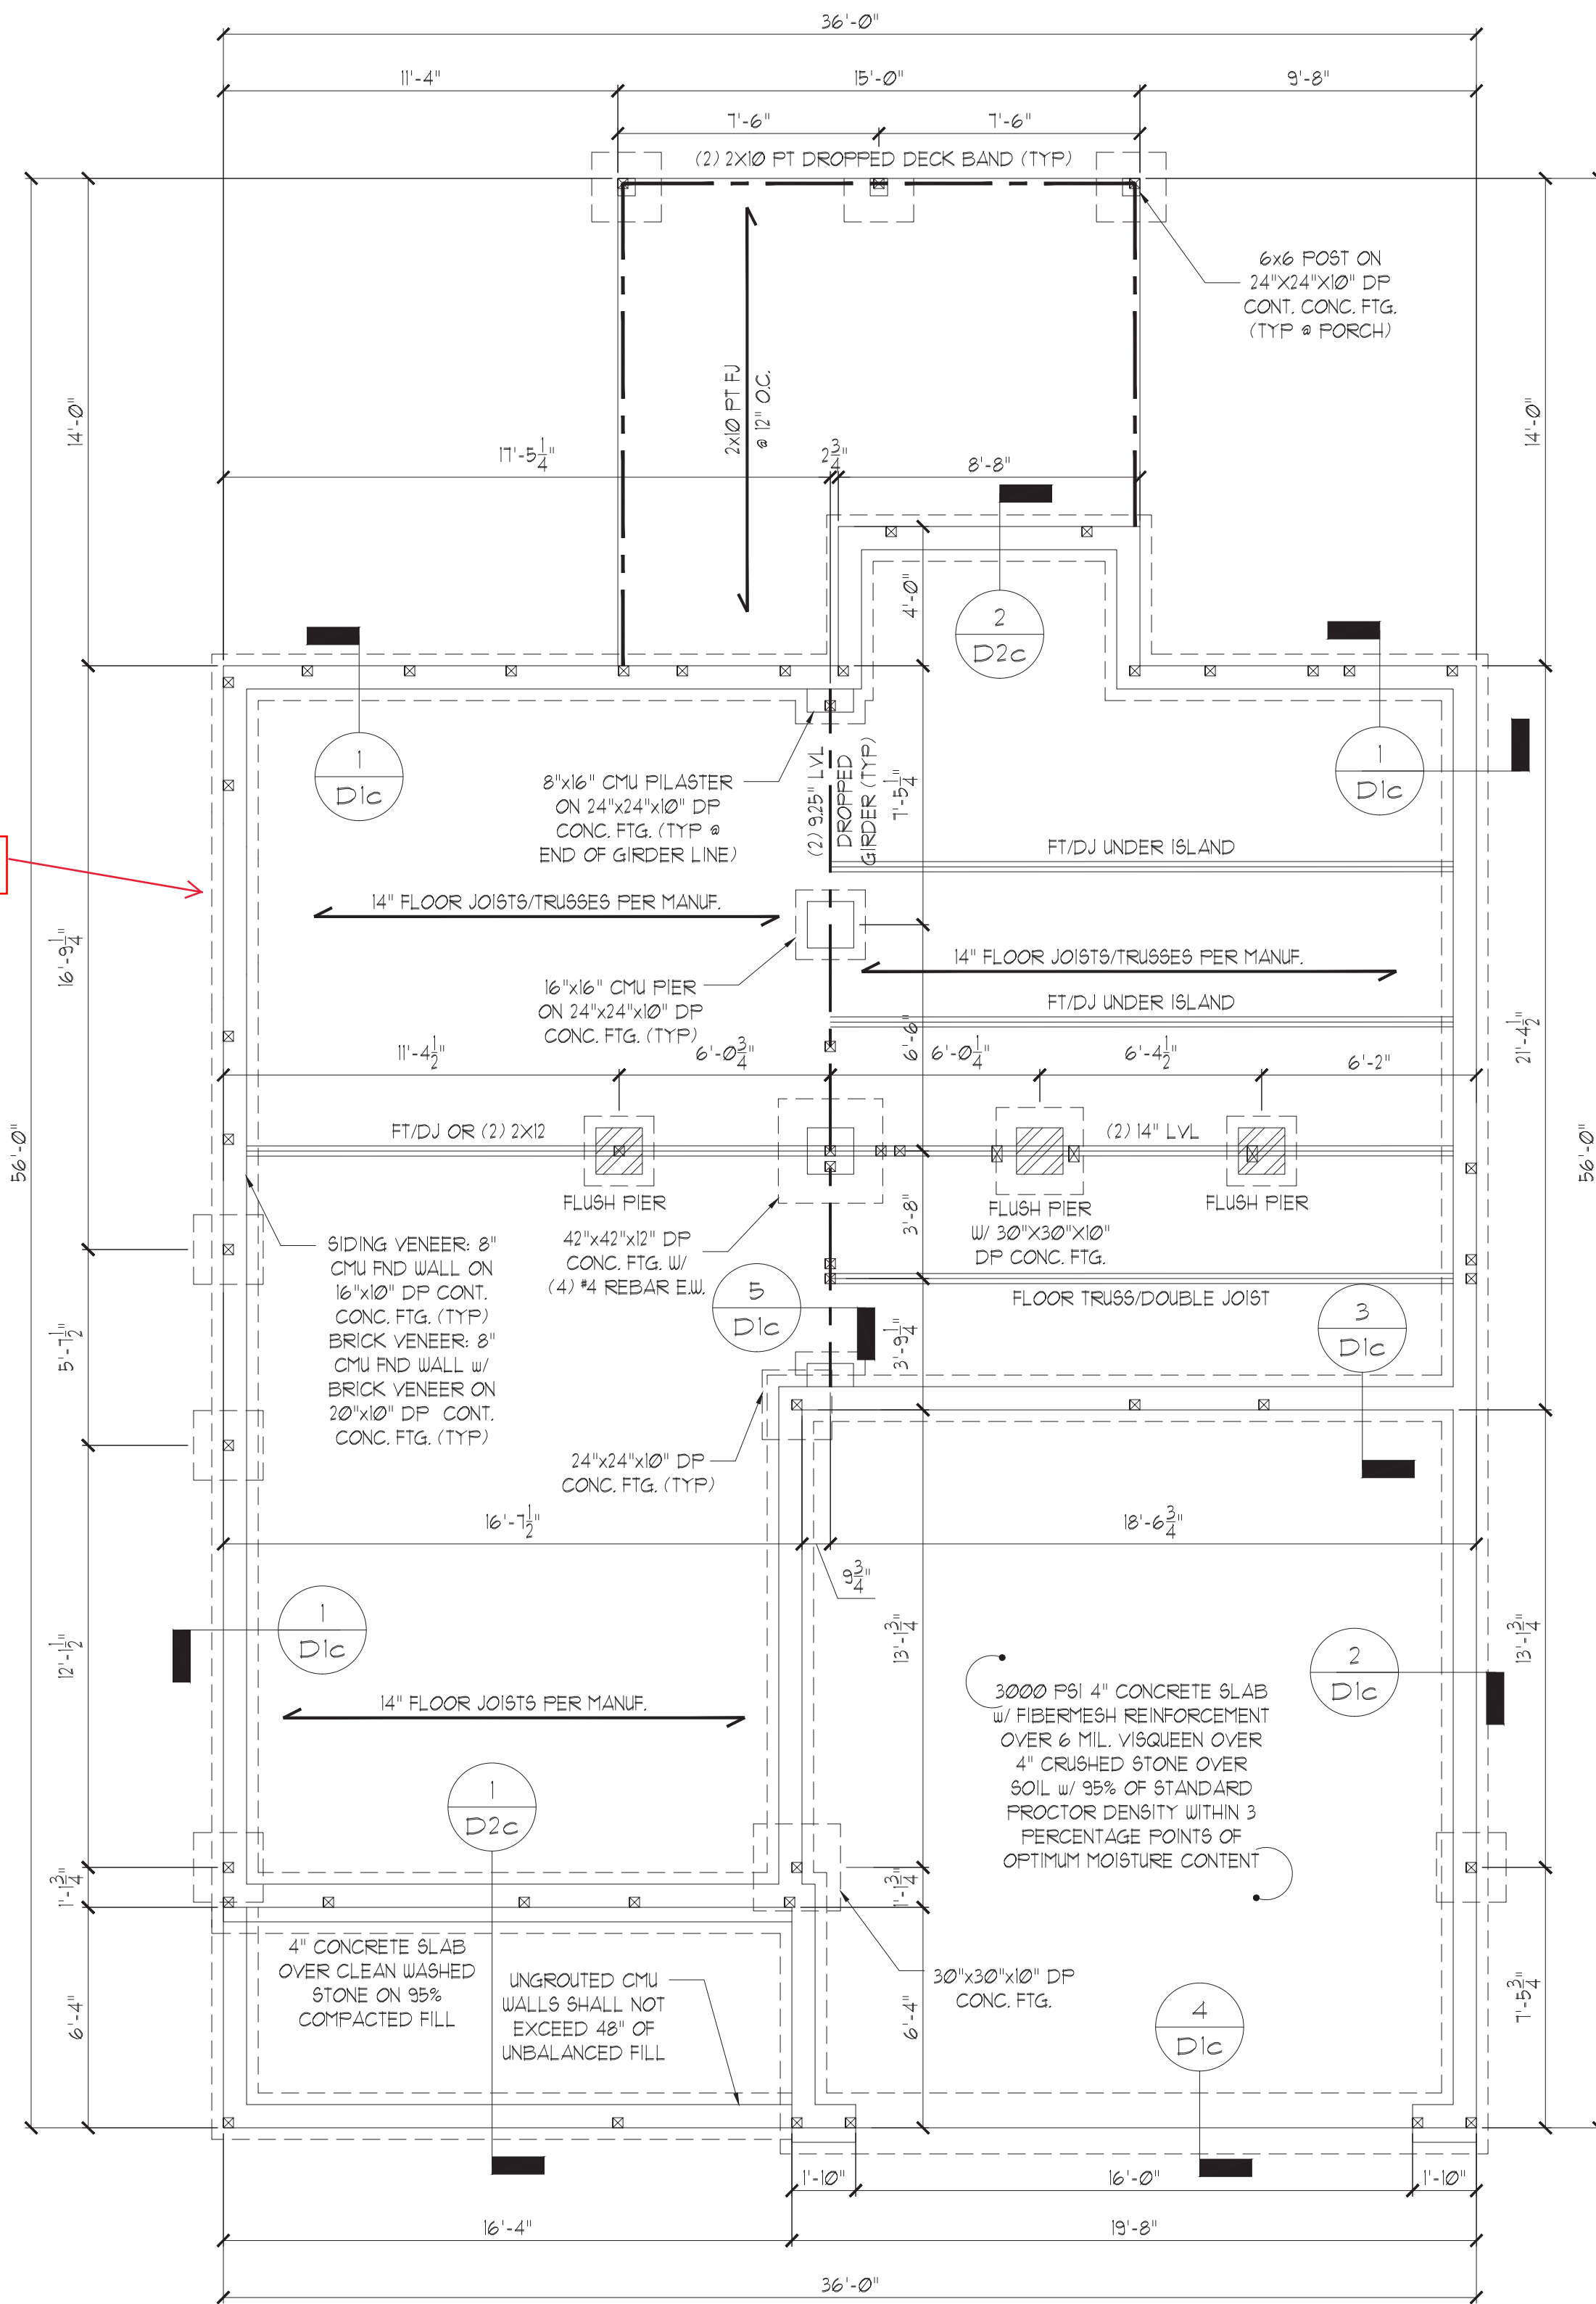 36'-0"
11'-4"
15'-0"
9'-8"
7'-6"
7'-6"
(2) 2X10 PT DROPPED DECK BAND (TYP)
6x6 POST ON
24"X24"X10" DP
CONT. CONC. FTG.
(TYP @ PORCH)
2x10 PT FJ
@ 12" O.C.
14'-0"
14'-0"
17'-5 1/4"
2 3/4"
8'-8"
4'-0"
2
D2c
1
D1c
1
D1c
8"x16" CMU PILASTER
ON 24"x24"x10" DP
CONC. FTG. (TYP @
END OF GIRDER LINE)
(2) 9.25" LVL
DROPPED
GIRDER (TYP)
7'-5 1/4"
FT/DJ UNDER ISLAND
14" FLOOR JOISTS/TRUSSES PER MANUF.
16'-9 1/4"
14" FLOOR JOISTS/TRUSSES PER MANUF.
16"x16" CMU PIER
ON 24"x24"x10" DP
CONC. FTG. (TYP)
FT/DJ UNDER ISLAND
6'-6"
21'-4 1/2"
11'-4 1/2"
6'-0 3/4"
6'-0 1/4"
6'-4 1/2"
6'-2"
56'-0"
56'-0"
FT/DJ OR (2) 2X12
(2) 14" LVL
FLUSH PIER
FLUSH PIER
W/ 30"X30"X10"
DP CONC. FTG.
FLUSH PIER
3'-8"
42"x42"x12" DP
CONC. FTG. W/
(4) #4 REBAR E.W.
SIDING VENEER: 8"
CMU FND WALL ON
16"x10" DP CONT.
CONC. FTG. (TYP)
BRICK VENEER: 8"
CMU FND WALL w/
BRICK VENEER ON
20"x10" DP CONT.
CONC. FTG. (TYP)
5
D1c
FLOOR TRUSS/DOUBLE JOIST
3
D1c
5'-7 1/2"
3'-9 1/4"
24"x24"x10" DP
CONC. FTG. (TYP)
16'-7 1/2"
18'-6 3/4"
9 3/4"
1
D1c
12'-1 1/2"
13'-1 3/4"
13'-1 3/4"
2
D1c
14" FLOOR JOISTS PER MANUF.
3000 PSI 4" CONCRETE SLAB
w/ FIBERMESH REINFORCEMENT
OVER 6 MIL. VISQUEEN OVER
4" CRUSHED STONE OVER
SOIL w/ 95% OF STANDARD
PROCTOR DENSITY WITHIN 3
PERCENTAGE POINTS OF
OPTIMUM MOISTURE CONTENT
1
D2c
1'-1 3/4"
1'-1 3/4"
4" CONCRETE SLAB
OVER CLEAN WASHED
STONE ON 95%
COMPACTED FILL
UNGROUTED CMU
WALLS SHALL NOT
EXCEED 48" OF
UNBALANCED FILL
30"x30"x10" DP
CONC. FTG.
6'-4"
6'-4"
7'-5 3/4"
4
D1c
1'-10"
16'-0"
1'-10"
16'-4"
19'-8"
36'-0"